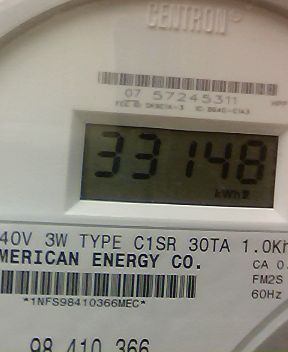 CENTRON®
07 57245311
33148
kWh
40V 3W TYPE C1SR 30TA 1.0Kh
MERICAN ENERGY CO.
CA 0.
FM2S
*1NFS98410366MEC*
60Hz
98 410 366